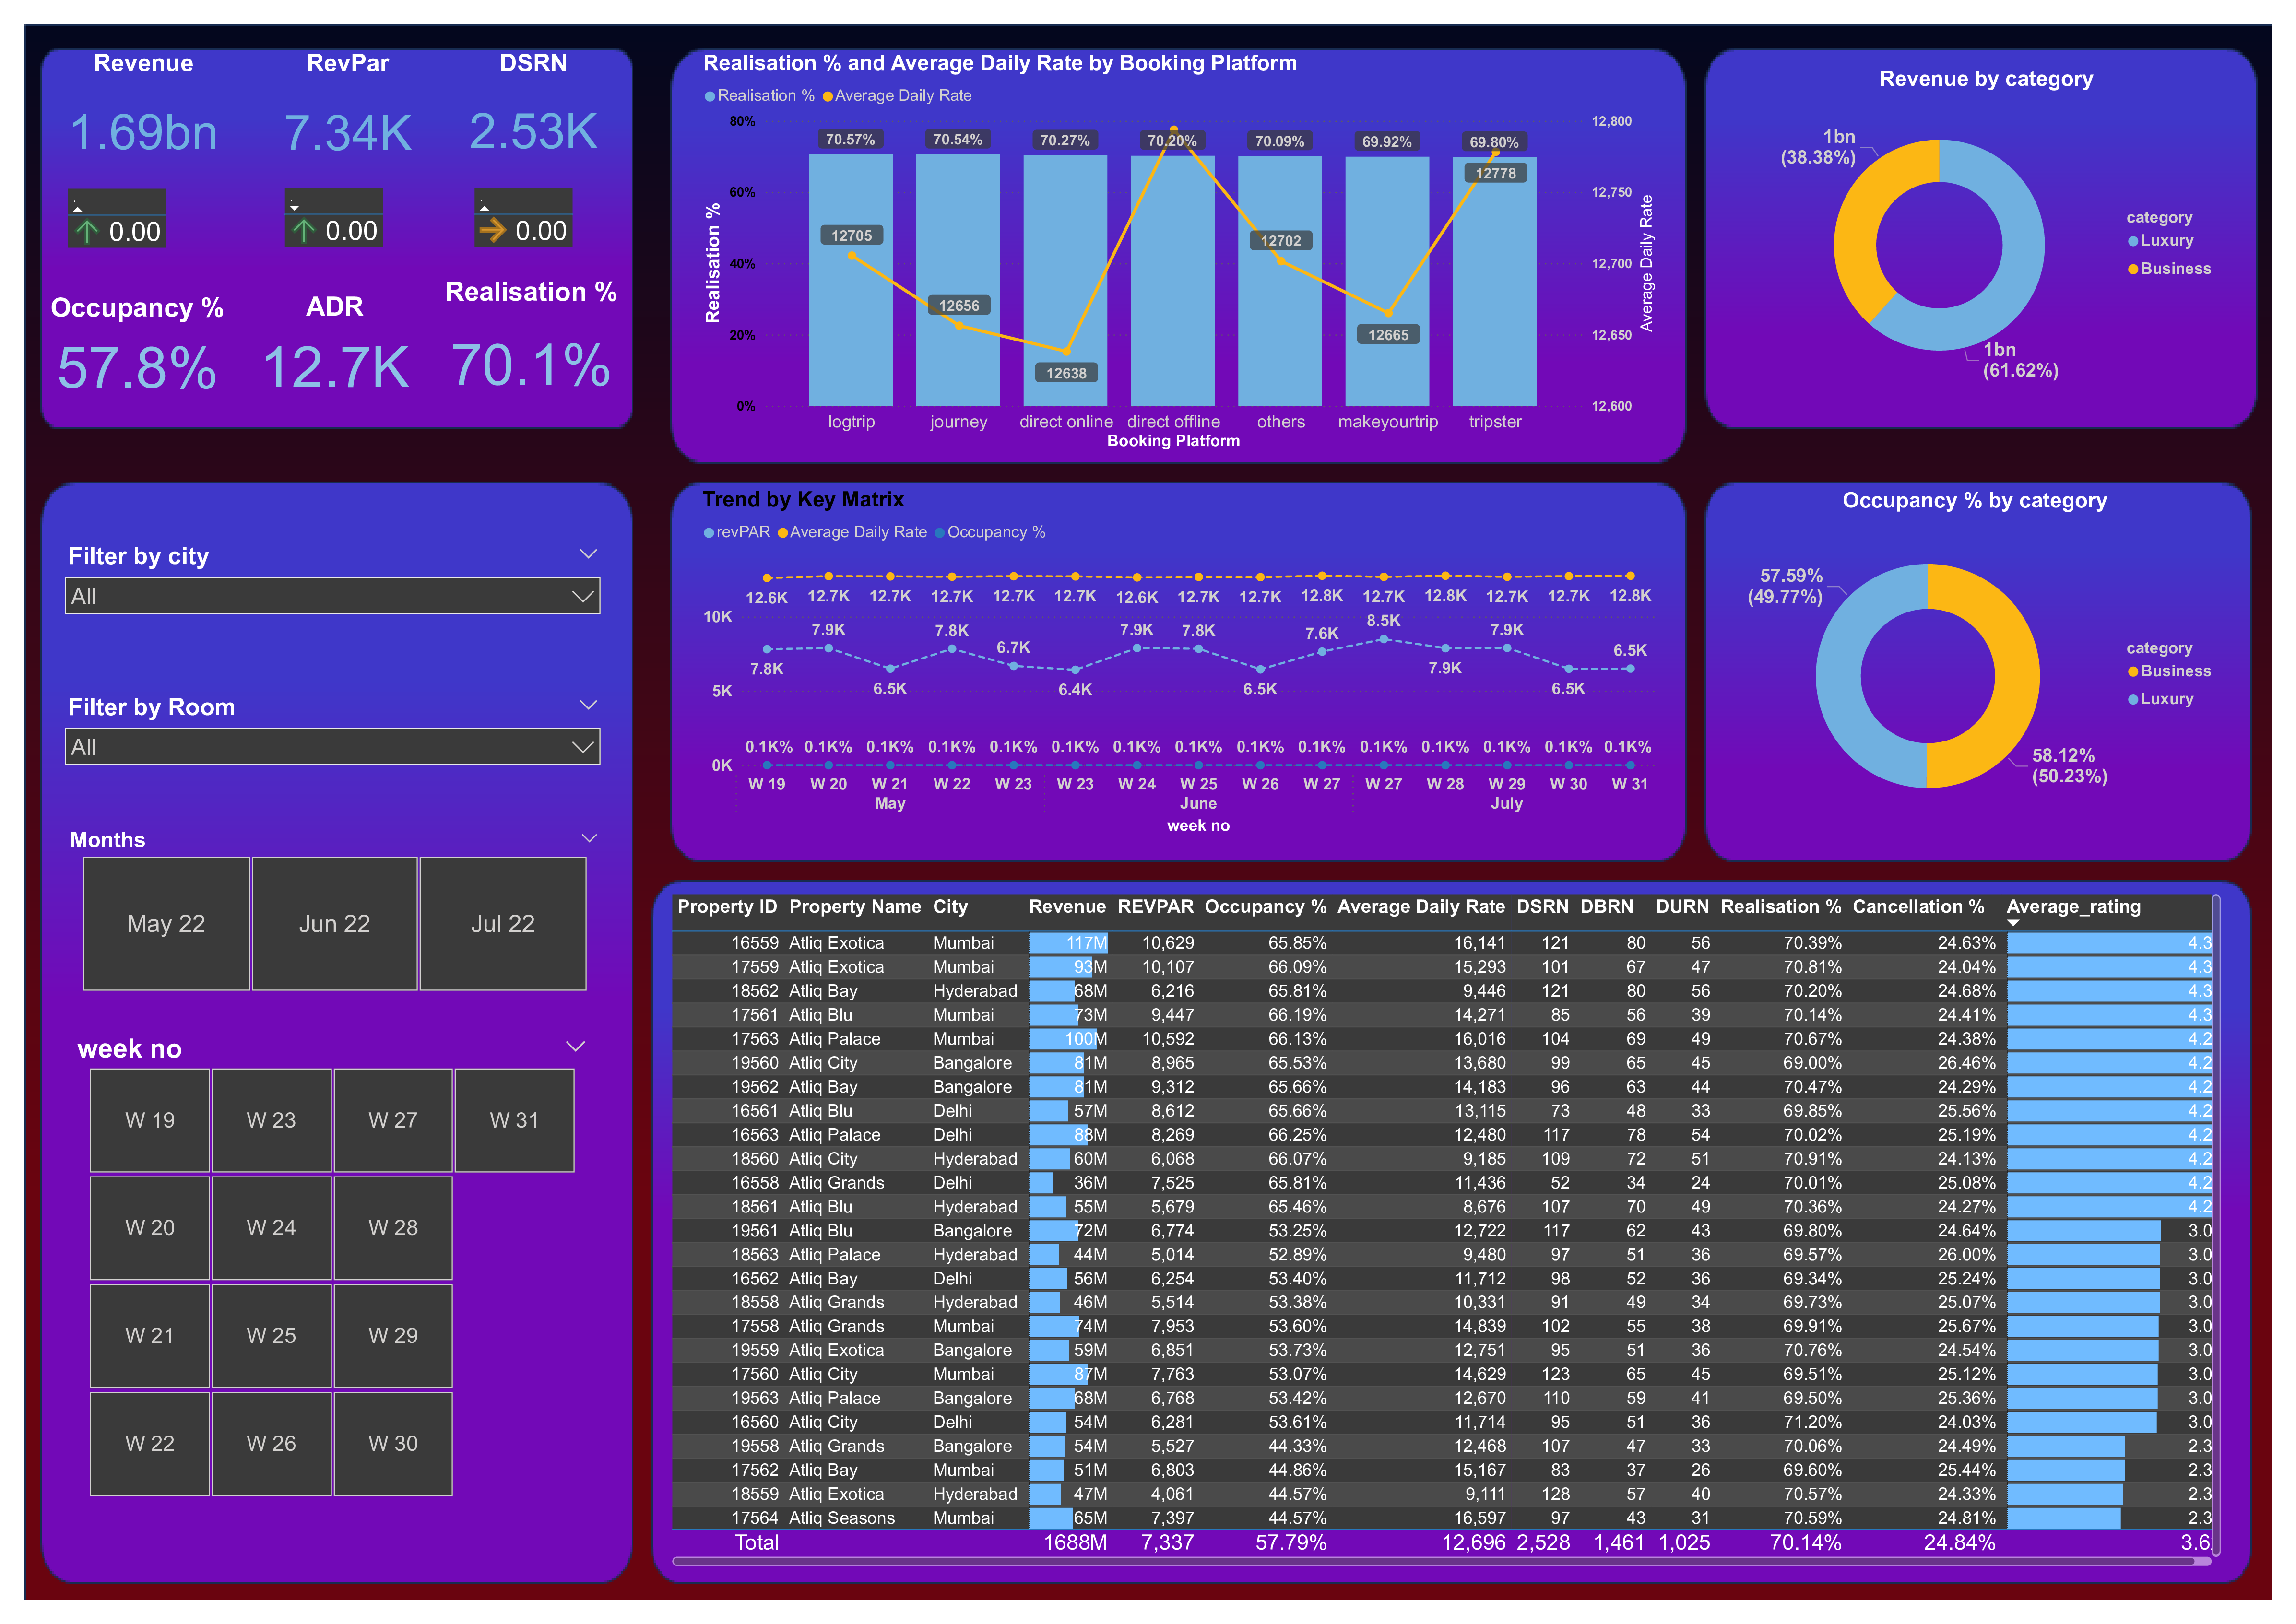 Revenue RevPar DSRN
1.69bn 7.34K 2.53K
0.00 0.00 0.00
Occupancy % ADR Realisation %
57.8% 12.7K 70.1%
Realisation % and Average Daily Rate by Booking Platform
Realisation % Average Daily Rate
80% 12,800
60% 12,750
40% 12,700
20% 12,650
0% 12,600
Realisation %
Average Daily Rate
70.57% 70.54% 70.27% 70.20% 70.09% 69.92% 69.80%
12705 12656 12638 12702 12665 12778
logtrip journey direct online direct offline others makeyourtrip tripster
Booking Platform
Revenue by category
1bn
(38.38%)
1bn
(61.62%)
category
Luxury
Business
Filter by city
All
Filter by Room
All
Months
May 22 Jun 22 Jul 22
week no
W 19 W 23 W 27 W 31
W 20 W 24 W 28
W 21 W 25 W 29
W 22 W 26 W 30
Trend by Key Matrix
revPAR Average Daily Rate Occupancy %
10K
5K
0K
12.6K 12.7K 12.7K 12.7K 12.7K 12.7K 12.6K 12.7K 12.7K 12.8K 12.7K 12.8K 12.7K 12.7K 12.8K
7.8K 7.9K 6.5K 7.8K 6.7K 6.4K 7.9K 7.8K 6.5K 7.6K 8.5K 7.9K 7.9K 6.5K 6.5K
0.1K% 0.1K% 0.1K% 0.1K% 0.1K% 0.1K% 0.1K% 0.1K% 0.1K% 0.1K% 0.1K% 0.1K% 0.1K% 0.1K% 0.1K%
W 19 W 20 W 21 W 22 W 23 W 23 W 24 W 25 W 26 W 27 W 27 W 28 W 29 W 30 W 31
May June July
week no
Occupancy % by category
57.59%
(49.77%)
58.12%
(50.23%)
category
Business
Luxury
Property ID Property Name City Revenue REVPAR Occupancy % Average Daily Rate DSRN DBRN DURN Realisation % Cancellation % Average_rating
16559 Atliq Exotica Mumbai 117M 10,629 65.85% 16,141 121 80 56 70.39% 24.63% 4.3
17559 Atliq Exotica Mumbai 93M 10,107 66.09% 15,293 101 67 47 70.81% 24.04% 4.3
18562 Atliq Bay Hyderabad 68M 6,216 65.81% 9,446 121 80 56 70.20% 24.68% 4.3
17561 Atliq Blu Mumbai 73M 9,447 66.19% 14,271 85 56 39 70.14% 24.41% 4.3
17563 Atliq Palace Mumbai 100M 10,592 66.13% 16,016 104 69 49 70.67% 24.38% 4.2
19560 Atliq City Bangalore 81M 8,965 65.53% 13,680 99 65 45 69.00% 26.46% 4.2
19562 Atliq Bay Bangalore 81M 9,312 65.66% 14,183 96 63 44 70.47% 24.29% 4.2
16561 Atliq Blu Delhi 57M 8,612 65.66% 13,115 73 48 33 69.85% 25.56% 4.2
16563 Atliq Palace Delhi 88M 8,269 66.25% 12,480 117 78 54 70.02% 25.19% 4.2
18560 Atliq City Hyderabad 60M 6,068 66.07% 9,185 109 72 51 70.91% 24.13% 4.2
16558 Atliq Grands Delhi 36M 7,525 65.81% 11,436 52 34 24 70.01% 25.08% 4.2
18561 Atliq Blu Hyderabad 55M 5,679 65.46% 8,676 107 70 49 70.36% 24.27% 4.2
19561 Atliq Blu Bangalore 72M 6,774 53.25% 12,722 117 62 43 69.80% 24.64% 3.0
18563 Atliq Palace Hyderabad 44M 5,014 52.89% 9,480 97 51 36 69.57% 26.00% 3.0
16562 Atliq Bay Delhi 56M 6,254 53.40% 11,712 98 52 36 69.34% 25.24% 3.0
18558 Atliq Grands Hyderabad 46M 5,514 53.38% 10,331 91 49 34 69.73% 25.07% 3.0
17558 Atliq Grands Mumbai 74M 7,953 53.60% 14,839 102 55 38 69.91% 25.67% 3.0
19559 Atliq Exotica Bangalore 59M 6,851 53.73% 12,751 95 51 36 70.76% 24.54% 3.0
17560 Atliq City Mumbai 87M 7,763 53.07% 14,629 123 65 45 69.51% 25.12% 3.0
19563 Atliq Palace Bangalore 68M 6,768 53.42% 12,670 110 59 41 69.50% 25.36% 3.0
16560 Atliq City Delhi 54M 6,281 53.61% 11,714 95 51 36 71.20% 24.03% 3.0
19558 Atliq Grands Bangalore 54M 5,527 44.33% 12,468 107 47 33 70.06% 24.49% 2.3
17562 Atliq Bay Mumbai 51M 6,803 44.86% 15,167 83 37 26 69.60% 25.44% 2.3
18559 Atliq Exotica Hyderabad 47M 4,061 44.57% 9,111 128 57 40 70.57% 24.33% 2.3
17564 Atliq Seasons Mumbai 65M 7,397 44.57% 16,597 97 43 31 70.59% 24.81% 2.3
Total 1688M 7,337 57.79% 12,696 2,528 1,461 1,025 70.14% 24.84% 3.6